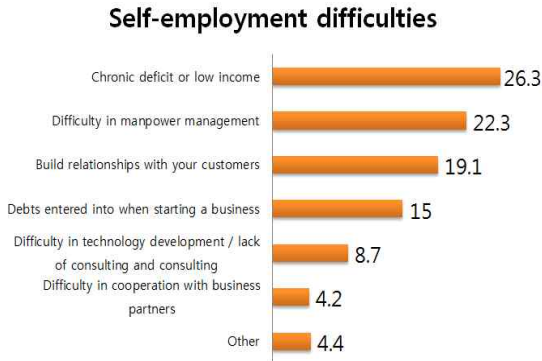 Self-employment difficulties
Chronic deficit or low income
26.3
Difficulty in manpower management
22.3
Build relationships with your customers
19.1
Debts entered into when starting a business
15
Difficulty in technology development / lack
of consulting and consulting
8.7
Difficulty in cooperation with business
partners
4.2
Other
4.4